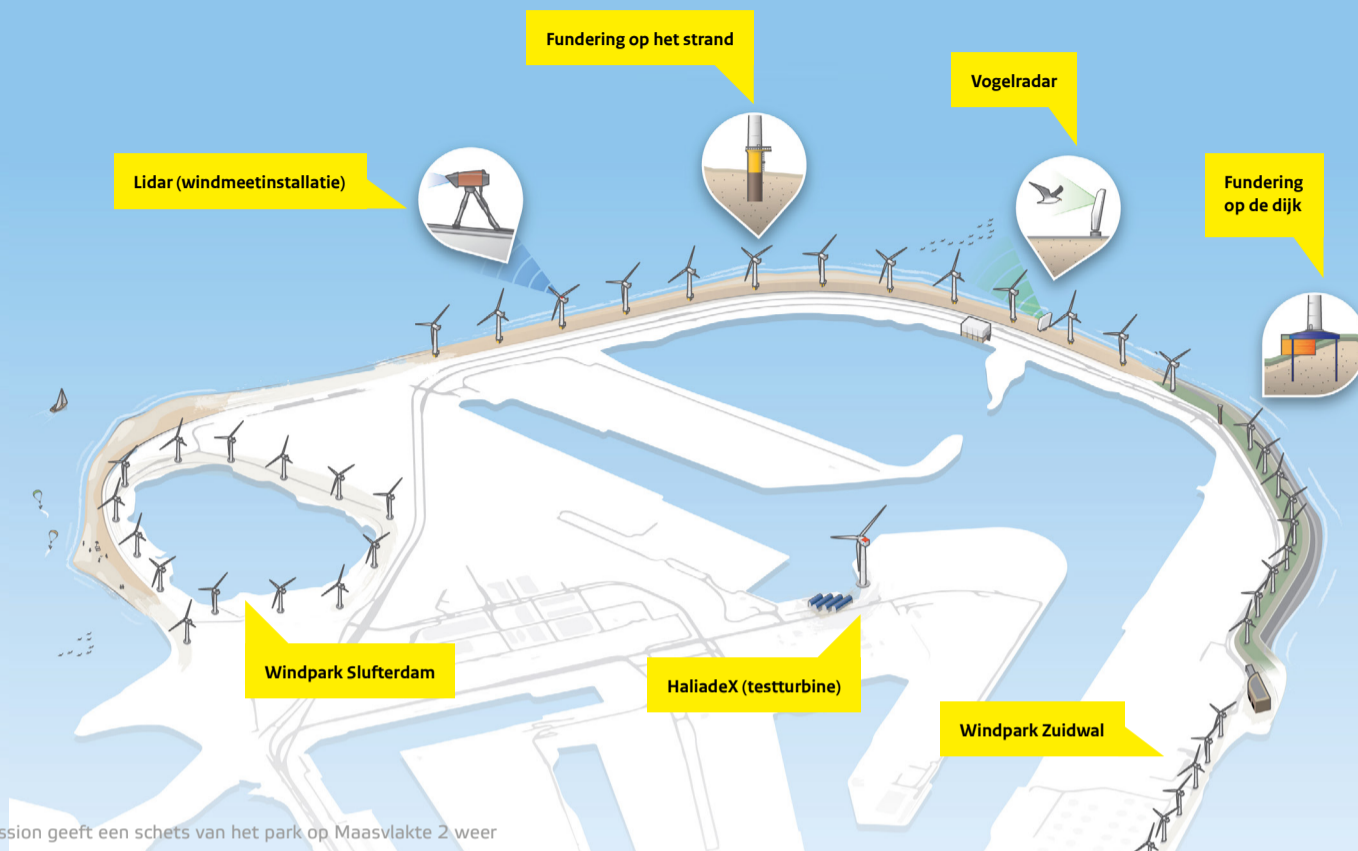 Fundering op het strand
Vogelradar
Lidar (windmeetinstallatie)
Fundering
op de dijk
Windpark Slufterdam
HaliadeX (testturbine)
Windpark Zuidwal
ssion geeft een schets van het park op Maasvlakte 2 weer